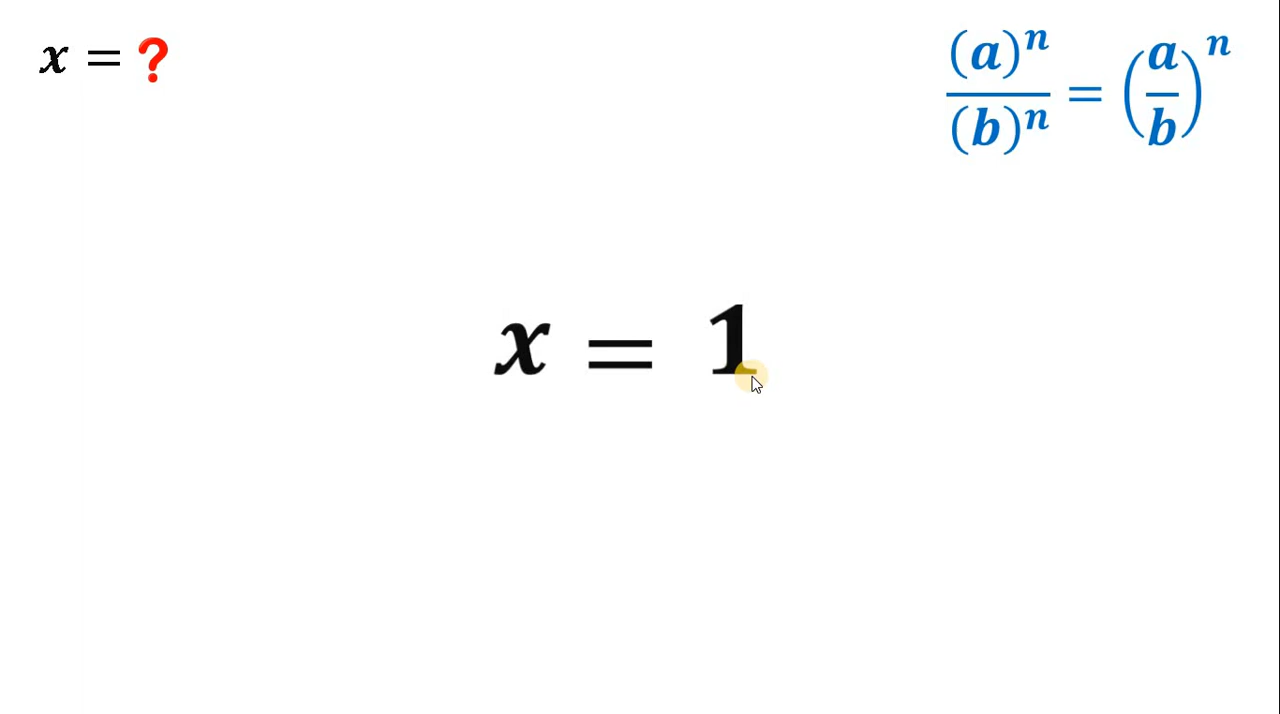 x = ?
(a)^n / (b)^n = (a/b)^n
x = 1